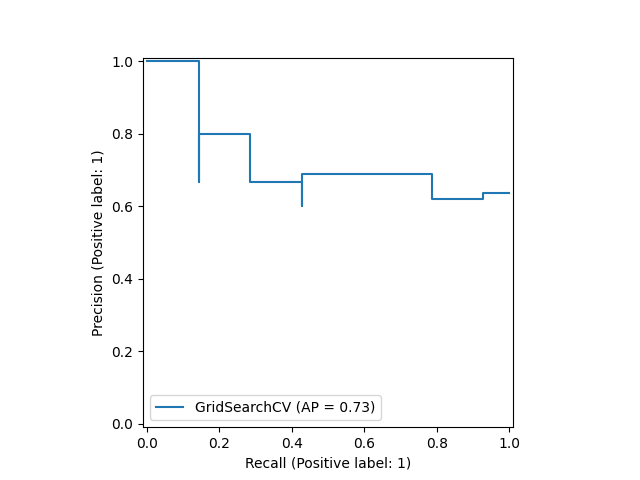 1.0
0.8
0.6
0.4
0.2
0.0
Precision (Positive label: 1)
GridSearchCV (AP = 0.73)
0.0 0.2 0.4 0.6 0.8 1.0
Recall (Positive label: 1)